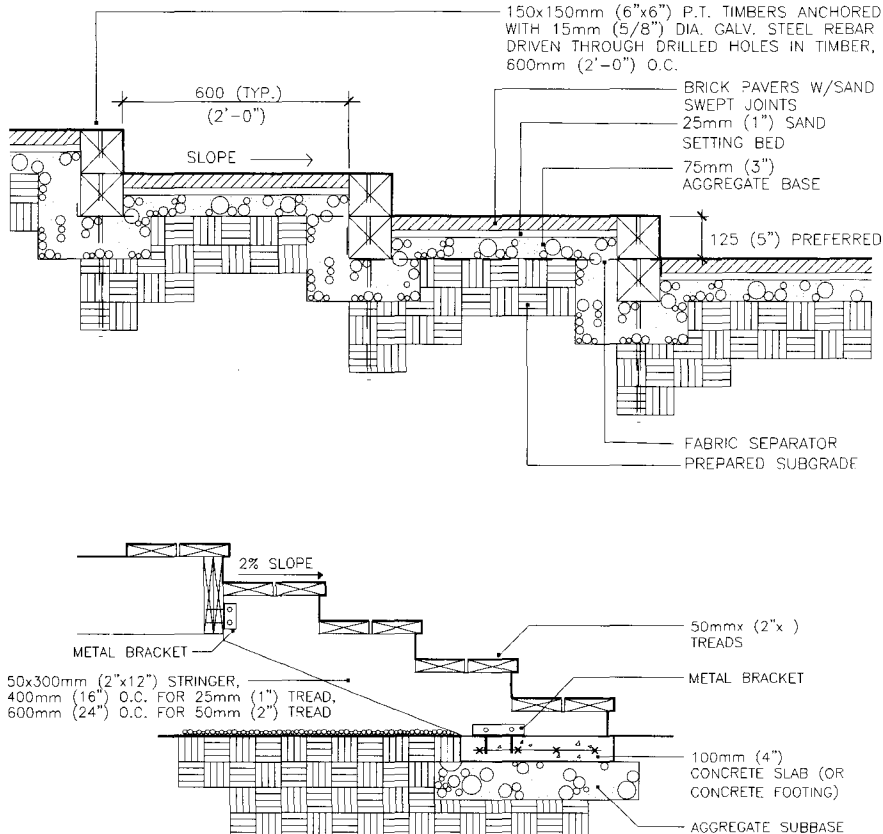 150x150mm (6"x6") P.T. TIMBERS ANCHORED
WITH 15mm (5/8") DIA. GALV. STEEL REBAR
DRIVEN THROUGH DRILLED HOLES IN TIMBER,
600mm (2'-0") O.C.
600 (TYP.)
(2'-0")
BRICK PAVERS W/SAND
SWEPT JOINTS
25mm (1") SAND
SETTING BED
SLOPE
75mm (3")
AGGREGATE BASE
125 (5") PREFERRED
FABRIC SEPARATOR
PREPARED SUBGRADE
2% SLOPE
50mmx (2"x )
TREADS
METAL BRACKET
METAL BRACKET
50x300mm (2"x12") STRINGER,
400mm (16") O.C. FOR 25mm (1") TREAD,
600mm (24") O.C. FOR 50mm (2") TREAD
100mm (4")
CONCRETE SLAB (OR
CONCRETE FOOTING)
AGGREGATE SUBBASE